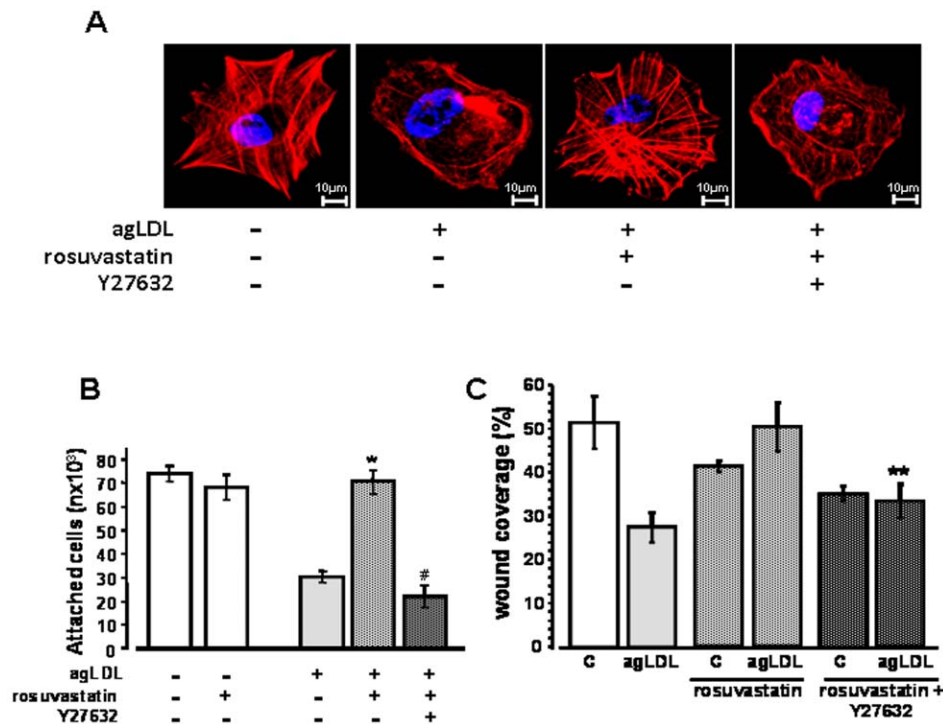 A
10µm 10µm 10µm 10µm
agLDL - + + +
rosuvastatin - - + +
Y27632 - - - +
B
Attached cells (nx10³)
80
70
60
50
40
30
20
10
0
* #
agLDL - - + + +
rosuvastatin - + - + +
Y27632 - - - - +
C
wound coverage (%)
60
50
40
30
20
10
0
**
C agLDL C agLDL C agLDL
rosuvastatin rosuvastatin +
Y27632